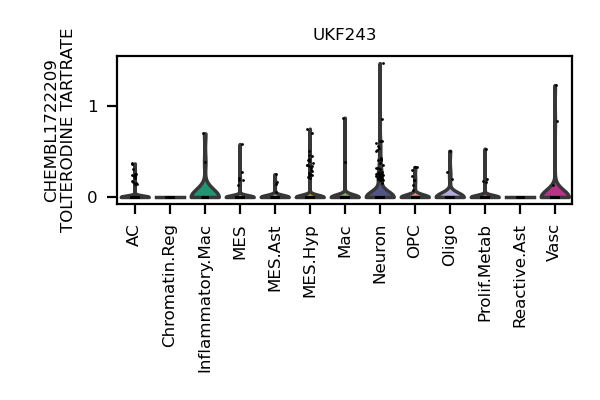 UKF243
CHEMBL1722209
TOLTERODINE TARTRATE
1
0
AC
Chromatin.Reg
Inflammatory.Mac
MES
MES.Ast
MES.Hyp
Mac
Neuron
OPC
Oligo
Prolif.Metab
Reactive.Ast
Vasc